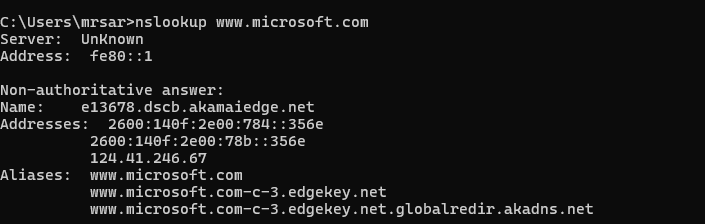 C:\Users\mrsar>nslookup www.microsoft.com
Server:  UnKnown
Address:  fe80::1
Non-authoritative answer:
Name:    e13678.dscb.akamaiedge.net
Addresses:  2600:140f:2e00:784::356e
2600:140f:2e00:78b::356e
124.41.246.67
Aliases:  www.microsoft.com
www.microsoft.com-c-3.edgekey.net
www.microsoft.com-c-3.edgekey.net.globalredir.akadns.net